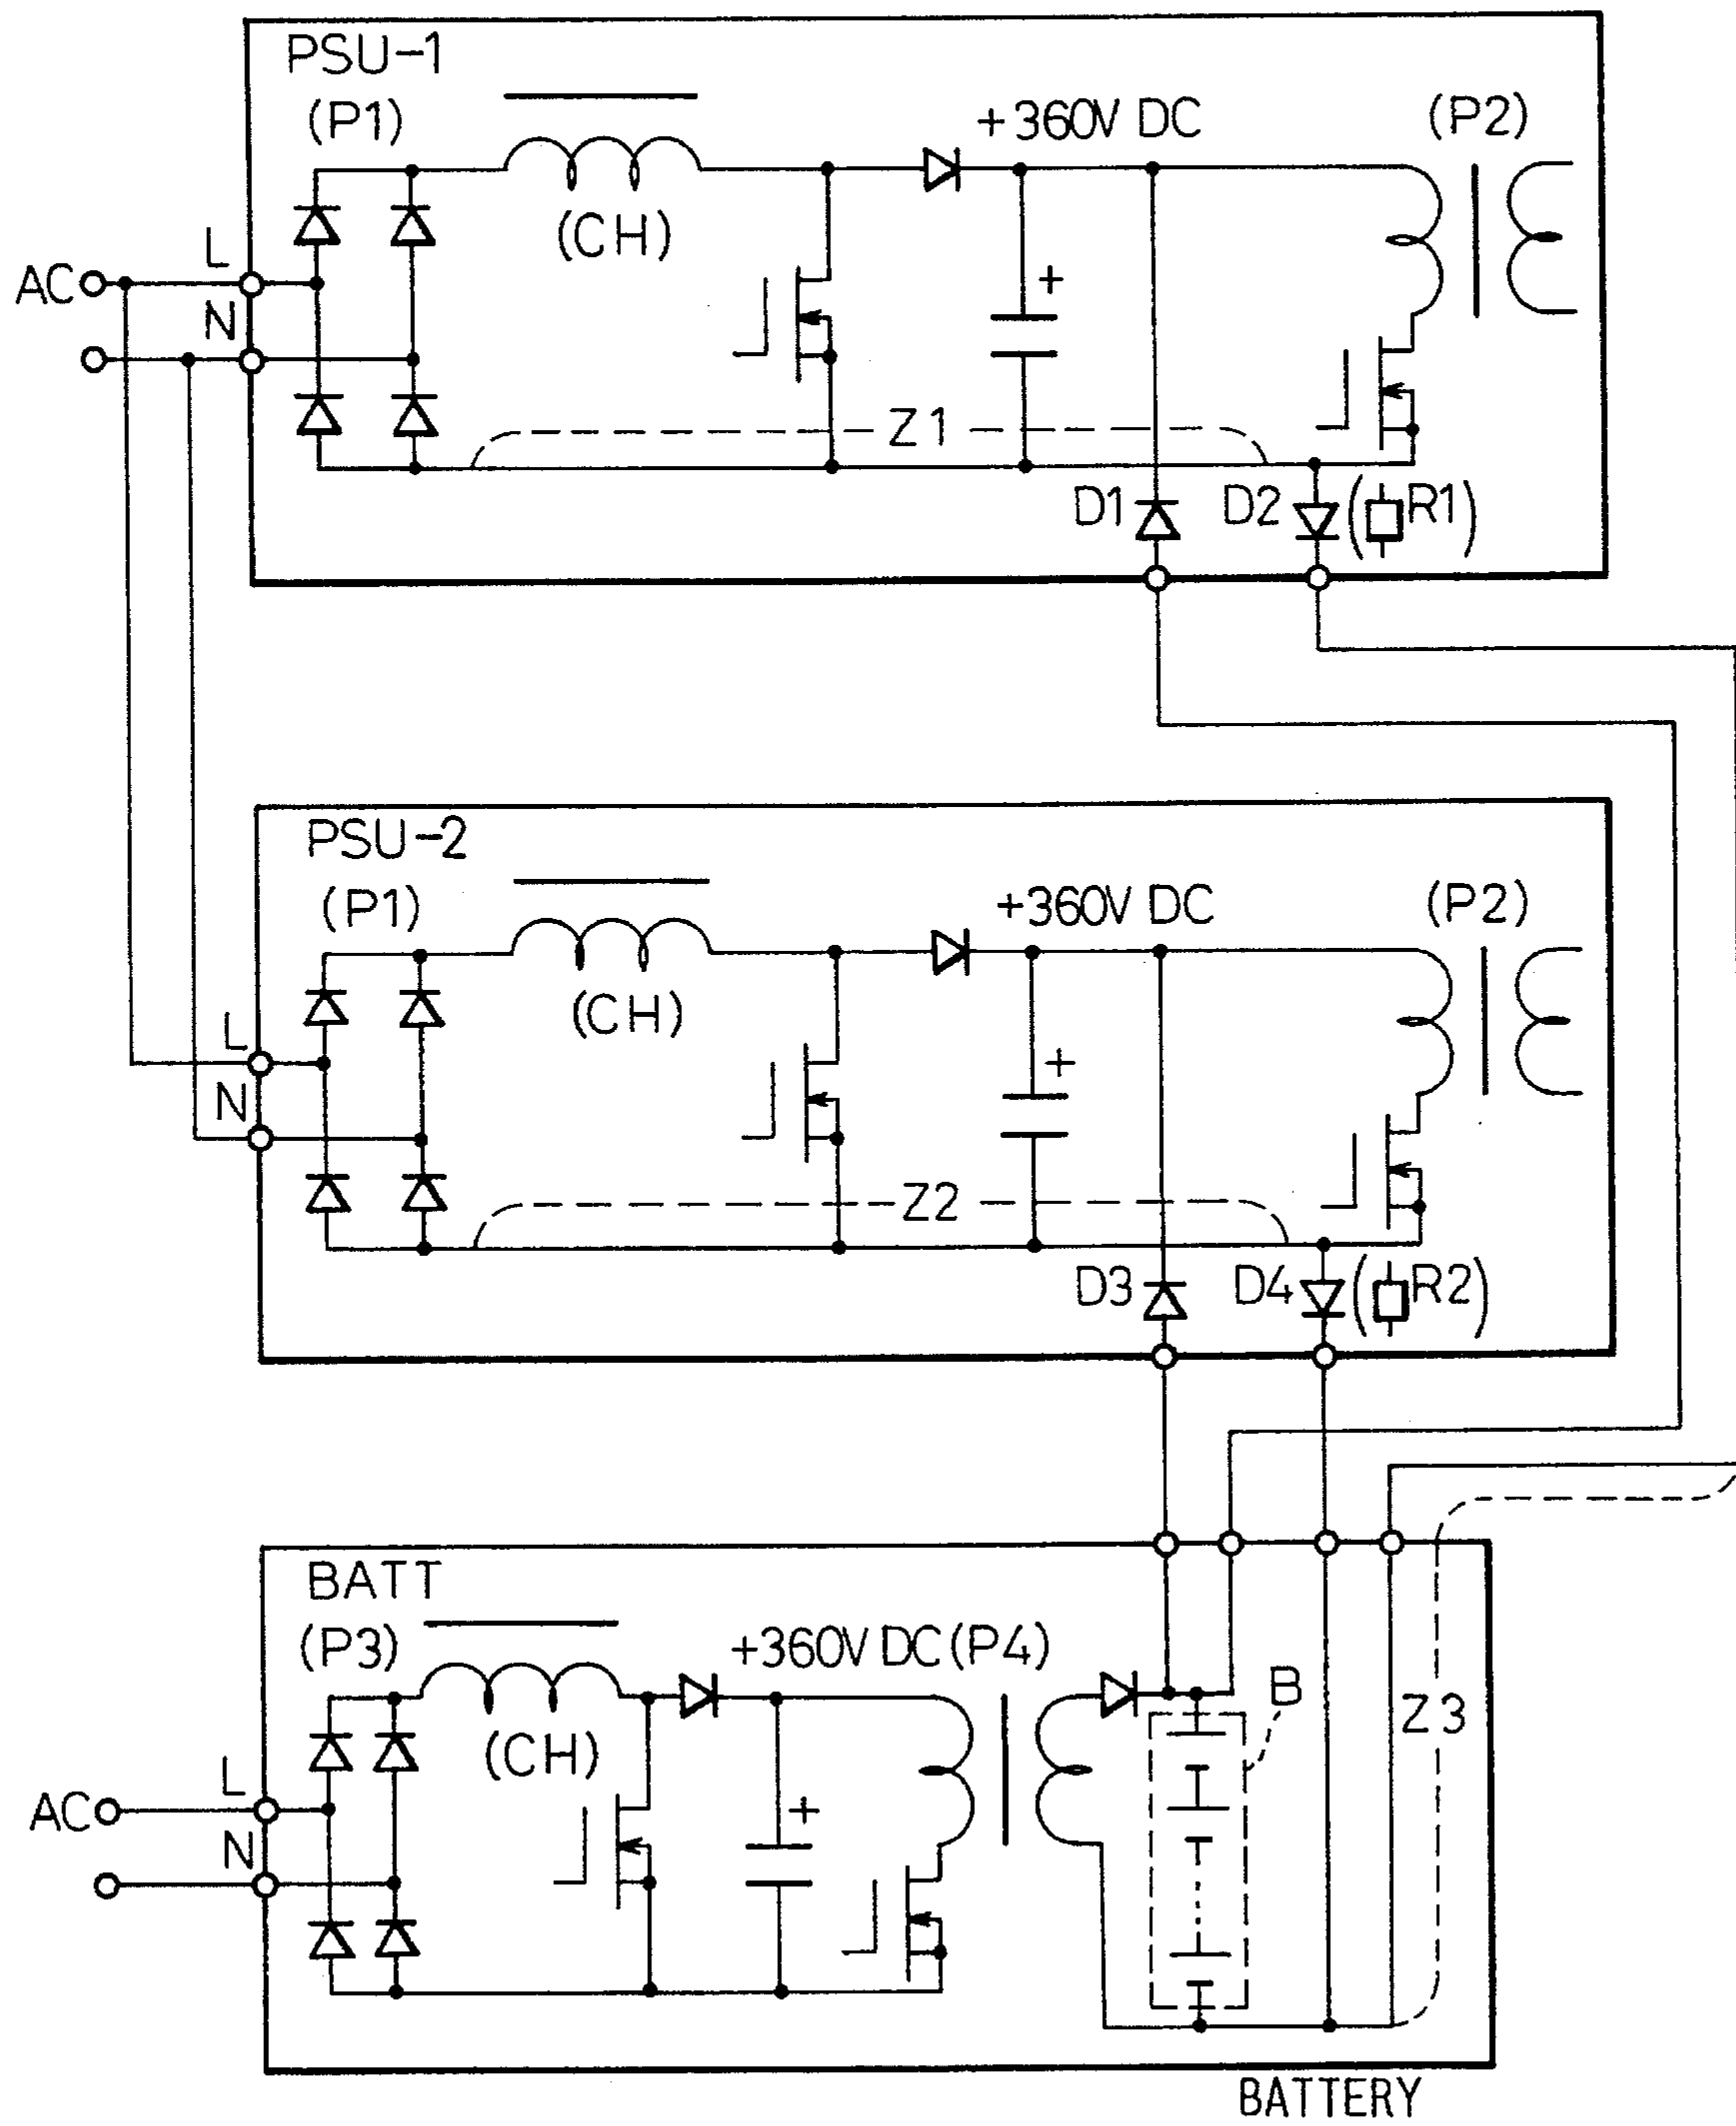 PSU-1
(P1)
+360V DC
(P2)
(CH)
L
AC
N
+
Z1
D1
D2
(R1)
PSU-2
(P1)
+360V DC
(P2)
(CH)
L
N
+
Z2
D3
D4
(R2)
BATT
(P3)
+360V DC (P4)
B
Z3
(CH)
L
AC
N
+
BATTERY